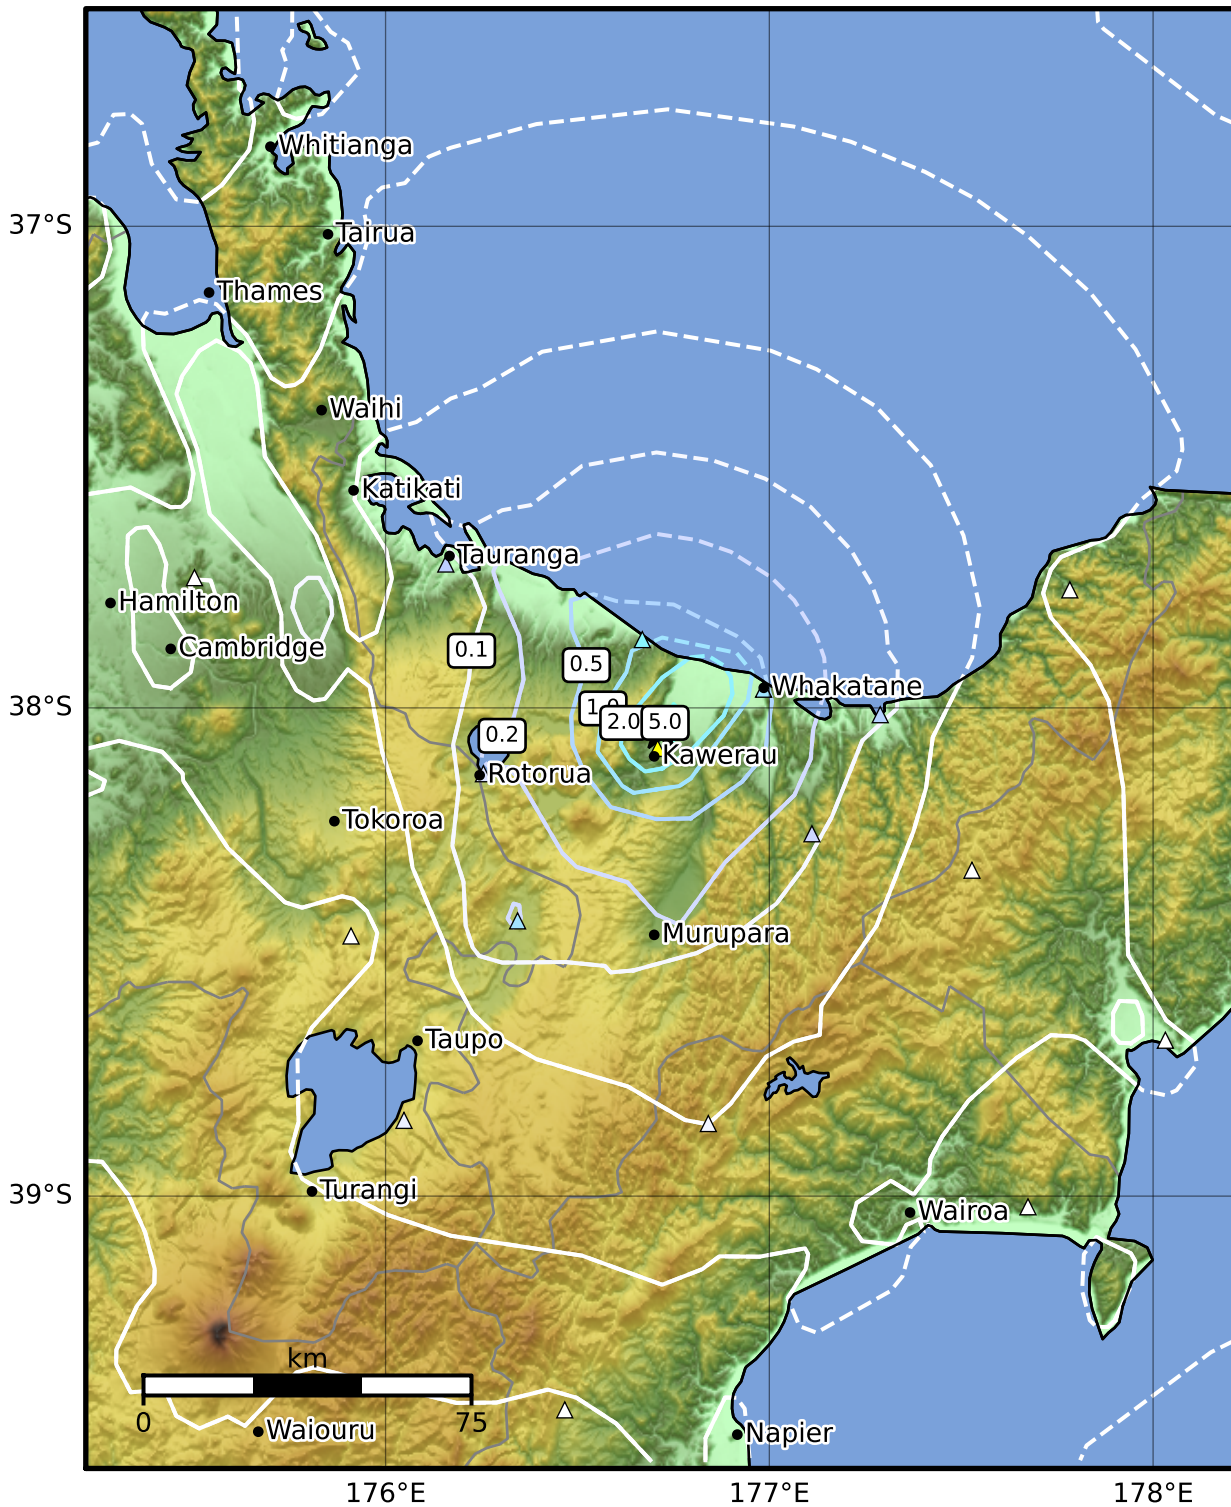 Whitianga
37°S
Tairua
Thames
Waihi
Katikati
Tauranga
Hamilton
Cambridge
0.1
0.5
Whakatane
38°S
2.0
5.0
0.2
Kawerau
Rotorua
Tokoroa
Murupara
Taupo
Turangi
39°S
Wairoa
km
0
75
Waiouru
Napier
176°E
177°E
178°E